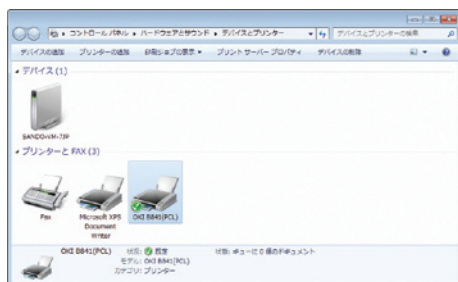 コントロール パネル ▸ ハードウェアとサウンド ▸ デバイスとプリンター
デバイスとプリンターの検索
デバイスの追加 プリンターの追加 印刷ジョブの表示 プリント サーバー プロパティ デバイスの削除
デバイス (1)
SANDO-VM-7JP
プリンターと FAX (3)
Fax
Microsoft XPS Document Writer
OKI B841(PCL)
OKI B841(PCL) 状態: 既定 状態: キューに 0 個のドキュメント
モデル: OKI B841(PCL)
カテゴリ: プリンター